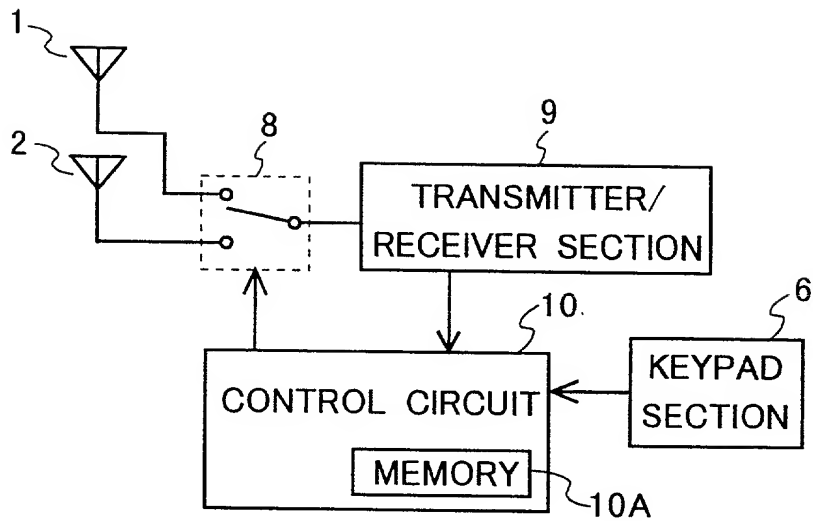 1
2
8
9
TRANSMITTER/
RECEIVER SECTION
10.
6
CONTROL CIRCUIT
KEYPAD
SECTION
MEMORY
10A